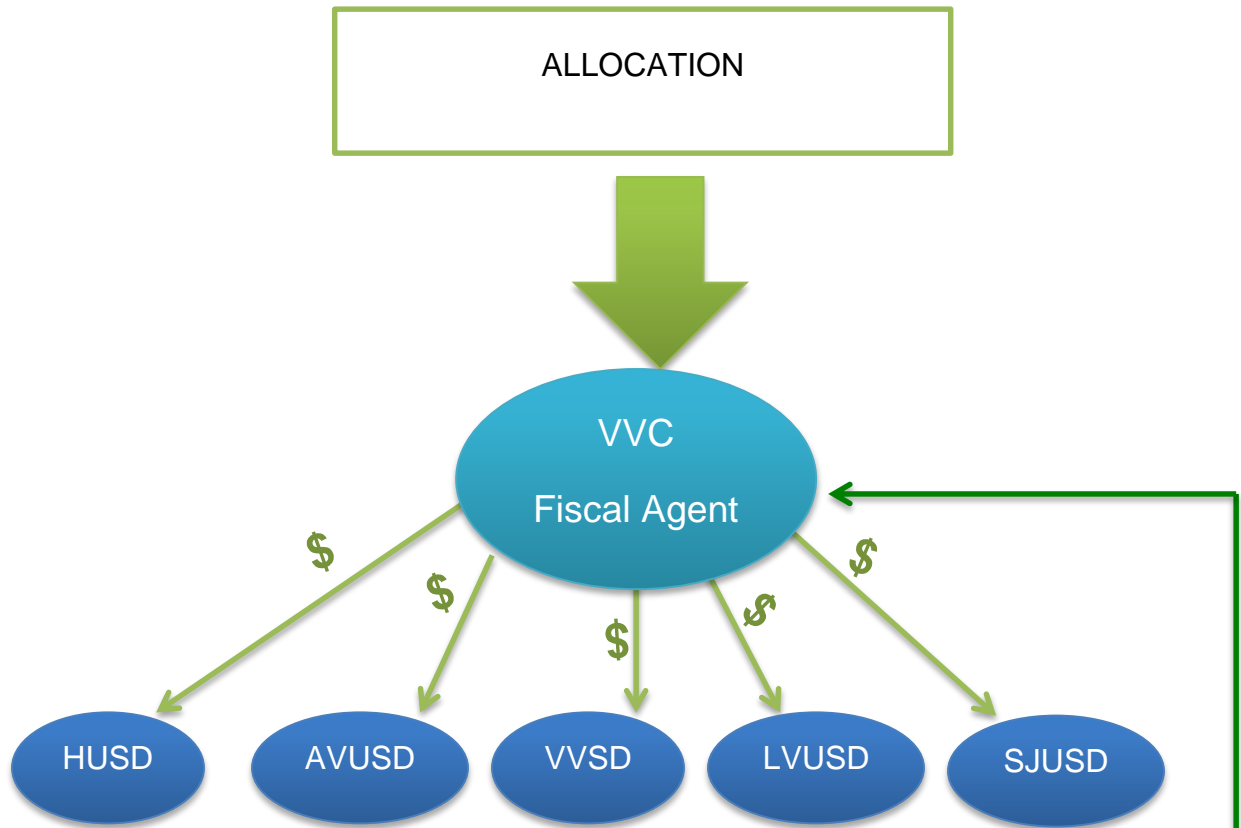 ALLOCATION
VVC
Fiscal Agent
$
$
$
$
$
HUSD
AVUSD
VVSD
LVUSD
SJUSD